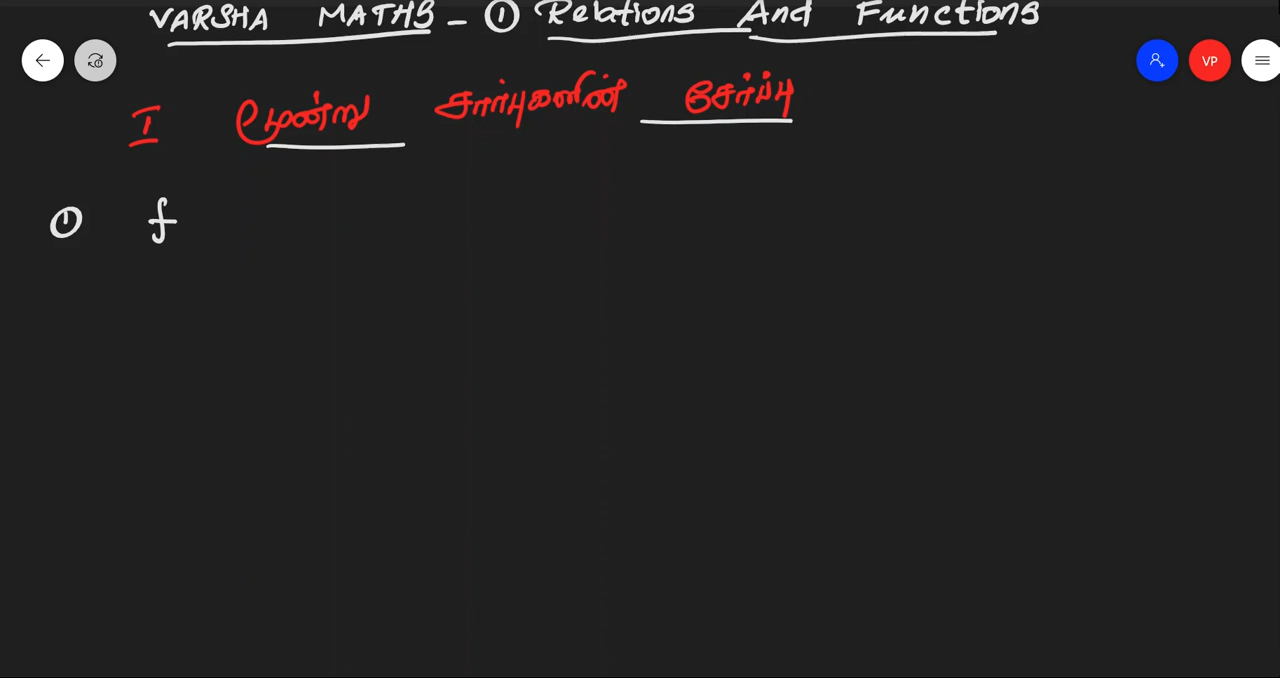 VARSHA MATHS - ① Relations And Functions
VP
I மூன்று சார்புகளின் சேர்ப்பு
① f